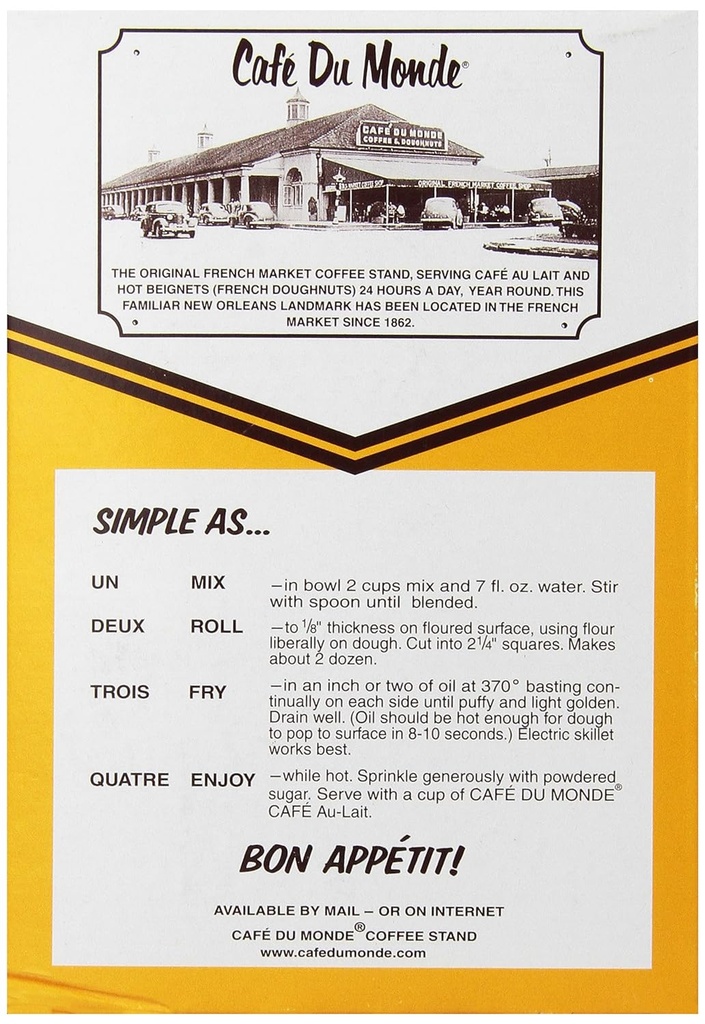 Café Du Monde®
CAFE DU MONDE
COFFEE & DOUGHNUTS
ORIGINAL FRENCH MARKET COFFEE SHOP
THE ORIGINAL FRENCH MARKET COFFEE STAND, SERVING CAFÉ AU LAIT AND
HOT BEIGNETS (FRENCH DOUGHNUTS) 24 HOURS A DAY, YEAR ROUND. THIS
FAMILIAR NEW ORLEANS LANDMARK HAS BEEN LOCATED IN THE FRENCH
MARKET SINCE 1862.
SIMPLE AS...
UN MIX —in bowl 2 cups mix and 7 fl. oz. water. Stir
with spoon until blended.
DEUX ROLL —to 1/8" thickness on floured surface, using flour
liberally on dough. Cut into 2 1/4" squares. Makes
about 2 dozen.
TROIS FRY —in an inch or two of oil at 370° basting con-
tinually on each side until puffy and light golden.
Drain well. (Oil should be hot enough for dough
to pop to surface in 8-10 seconds.) Electric skillet
works best.
QUATRE ENJOY —while hot. Sprinkle generously with powdered
sugar. Serve with a cup of CAFÉ DU MONDE®
CAFÉ Au-Lait.
BON APPÉTIT!
AVAILABLE BY MAIL – OR ON INTERNET
CAFÉ DU MONDE® COFFEE STAND
www.cafedumonde.com